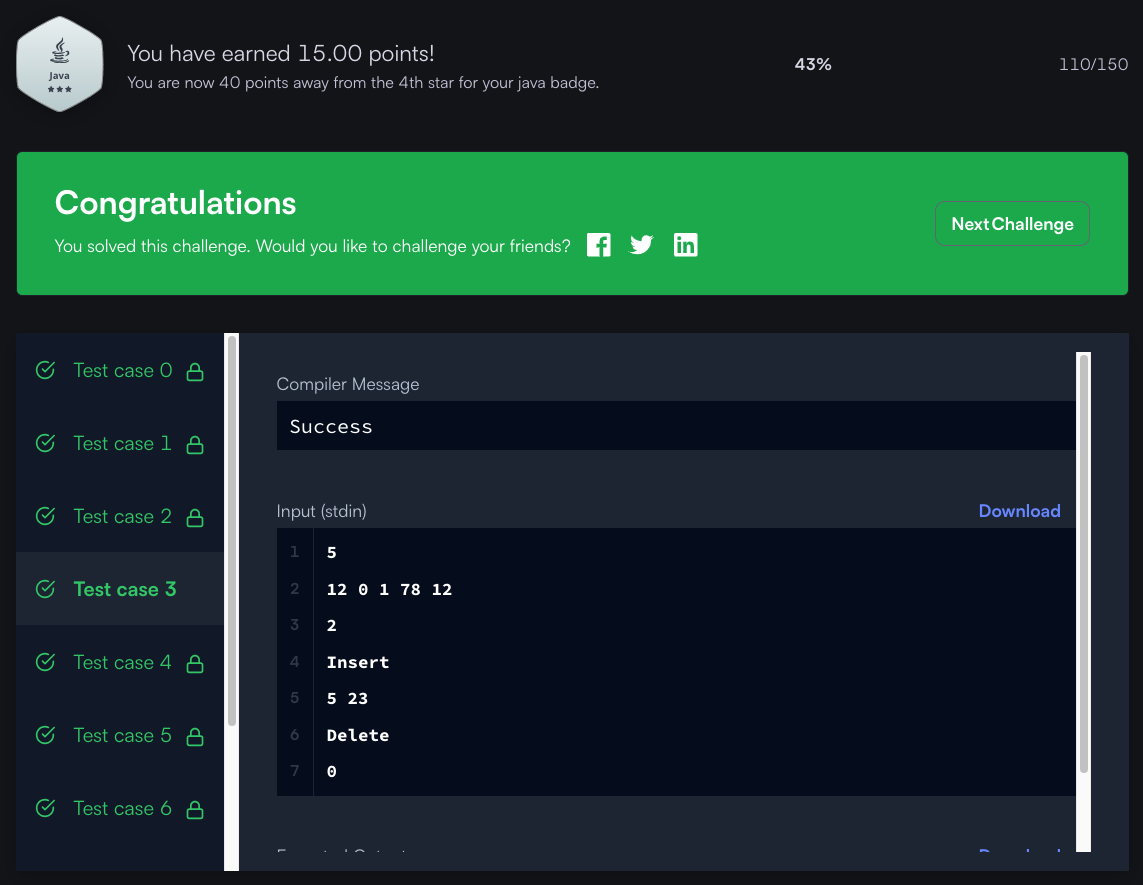 You have earned 15.00 points!
Java
You are now 40 points away from the 4th star for your java badge.
43%
110/150
Congratulations
You solved this challenge. Would you like to challenge your friends?
Next Challenge
Test case 0
Test case 1
Test case 2
Test case 3
Test case 4
Test case 5
Test case 6
Compiler Message
Success
Input (stdin)
Download
1 5
2 12 0 1 78 12
3 2
4 Insert
5 5 23
6 Delete
7 0